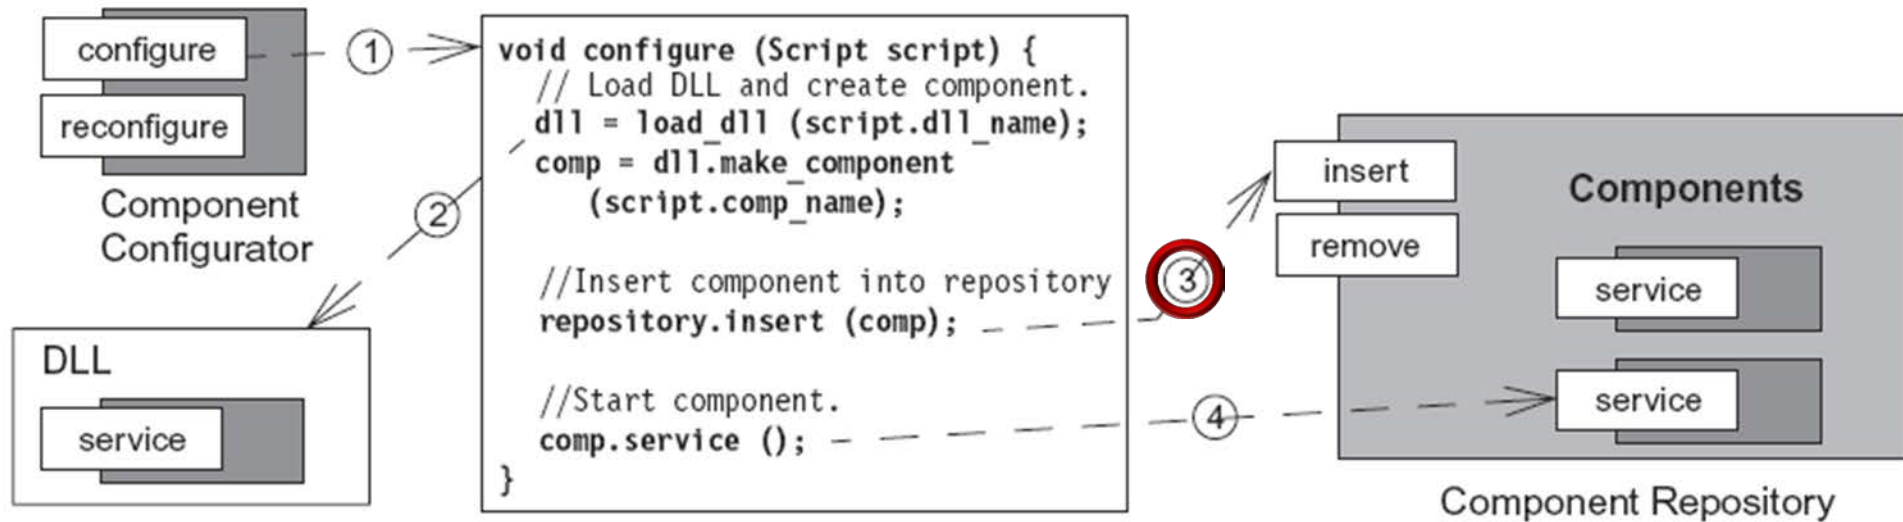 configure
reconfigure
Component
Configurator
1
void configure (Script script) {
// Load DLL and create component.
dll = load_dll (script.dll_name);
comp = dll.make_component
(script.comp_name);
//Insert component into repository
repository.insert (comp);
//Start component.
comp.service ();
}
2
DLL
service
3
4
insert
remove
Components
service
service
Component Repository